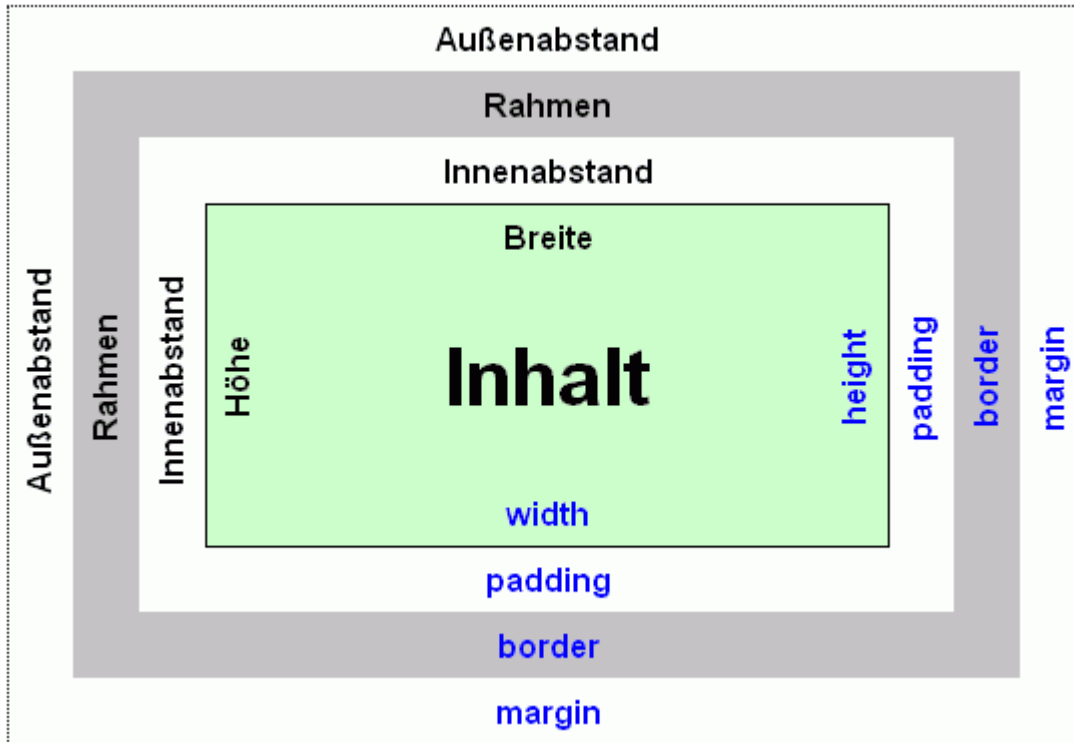 Außenabstand
Rahmen
Innenabstand
Breite
Außenabstand
Rahmen
Innenabstand
Höhe
Inhalt
height
padding
border
margin
width
padding
border
margin